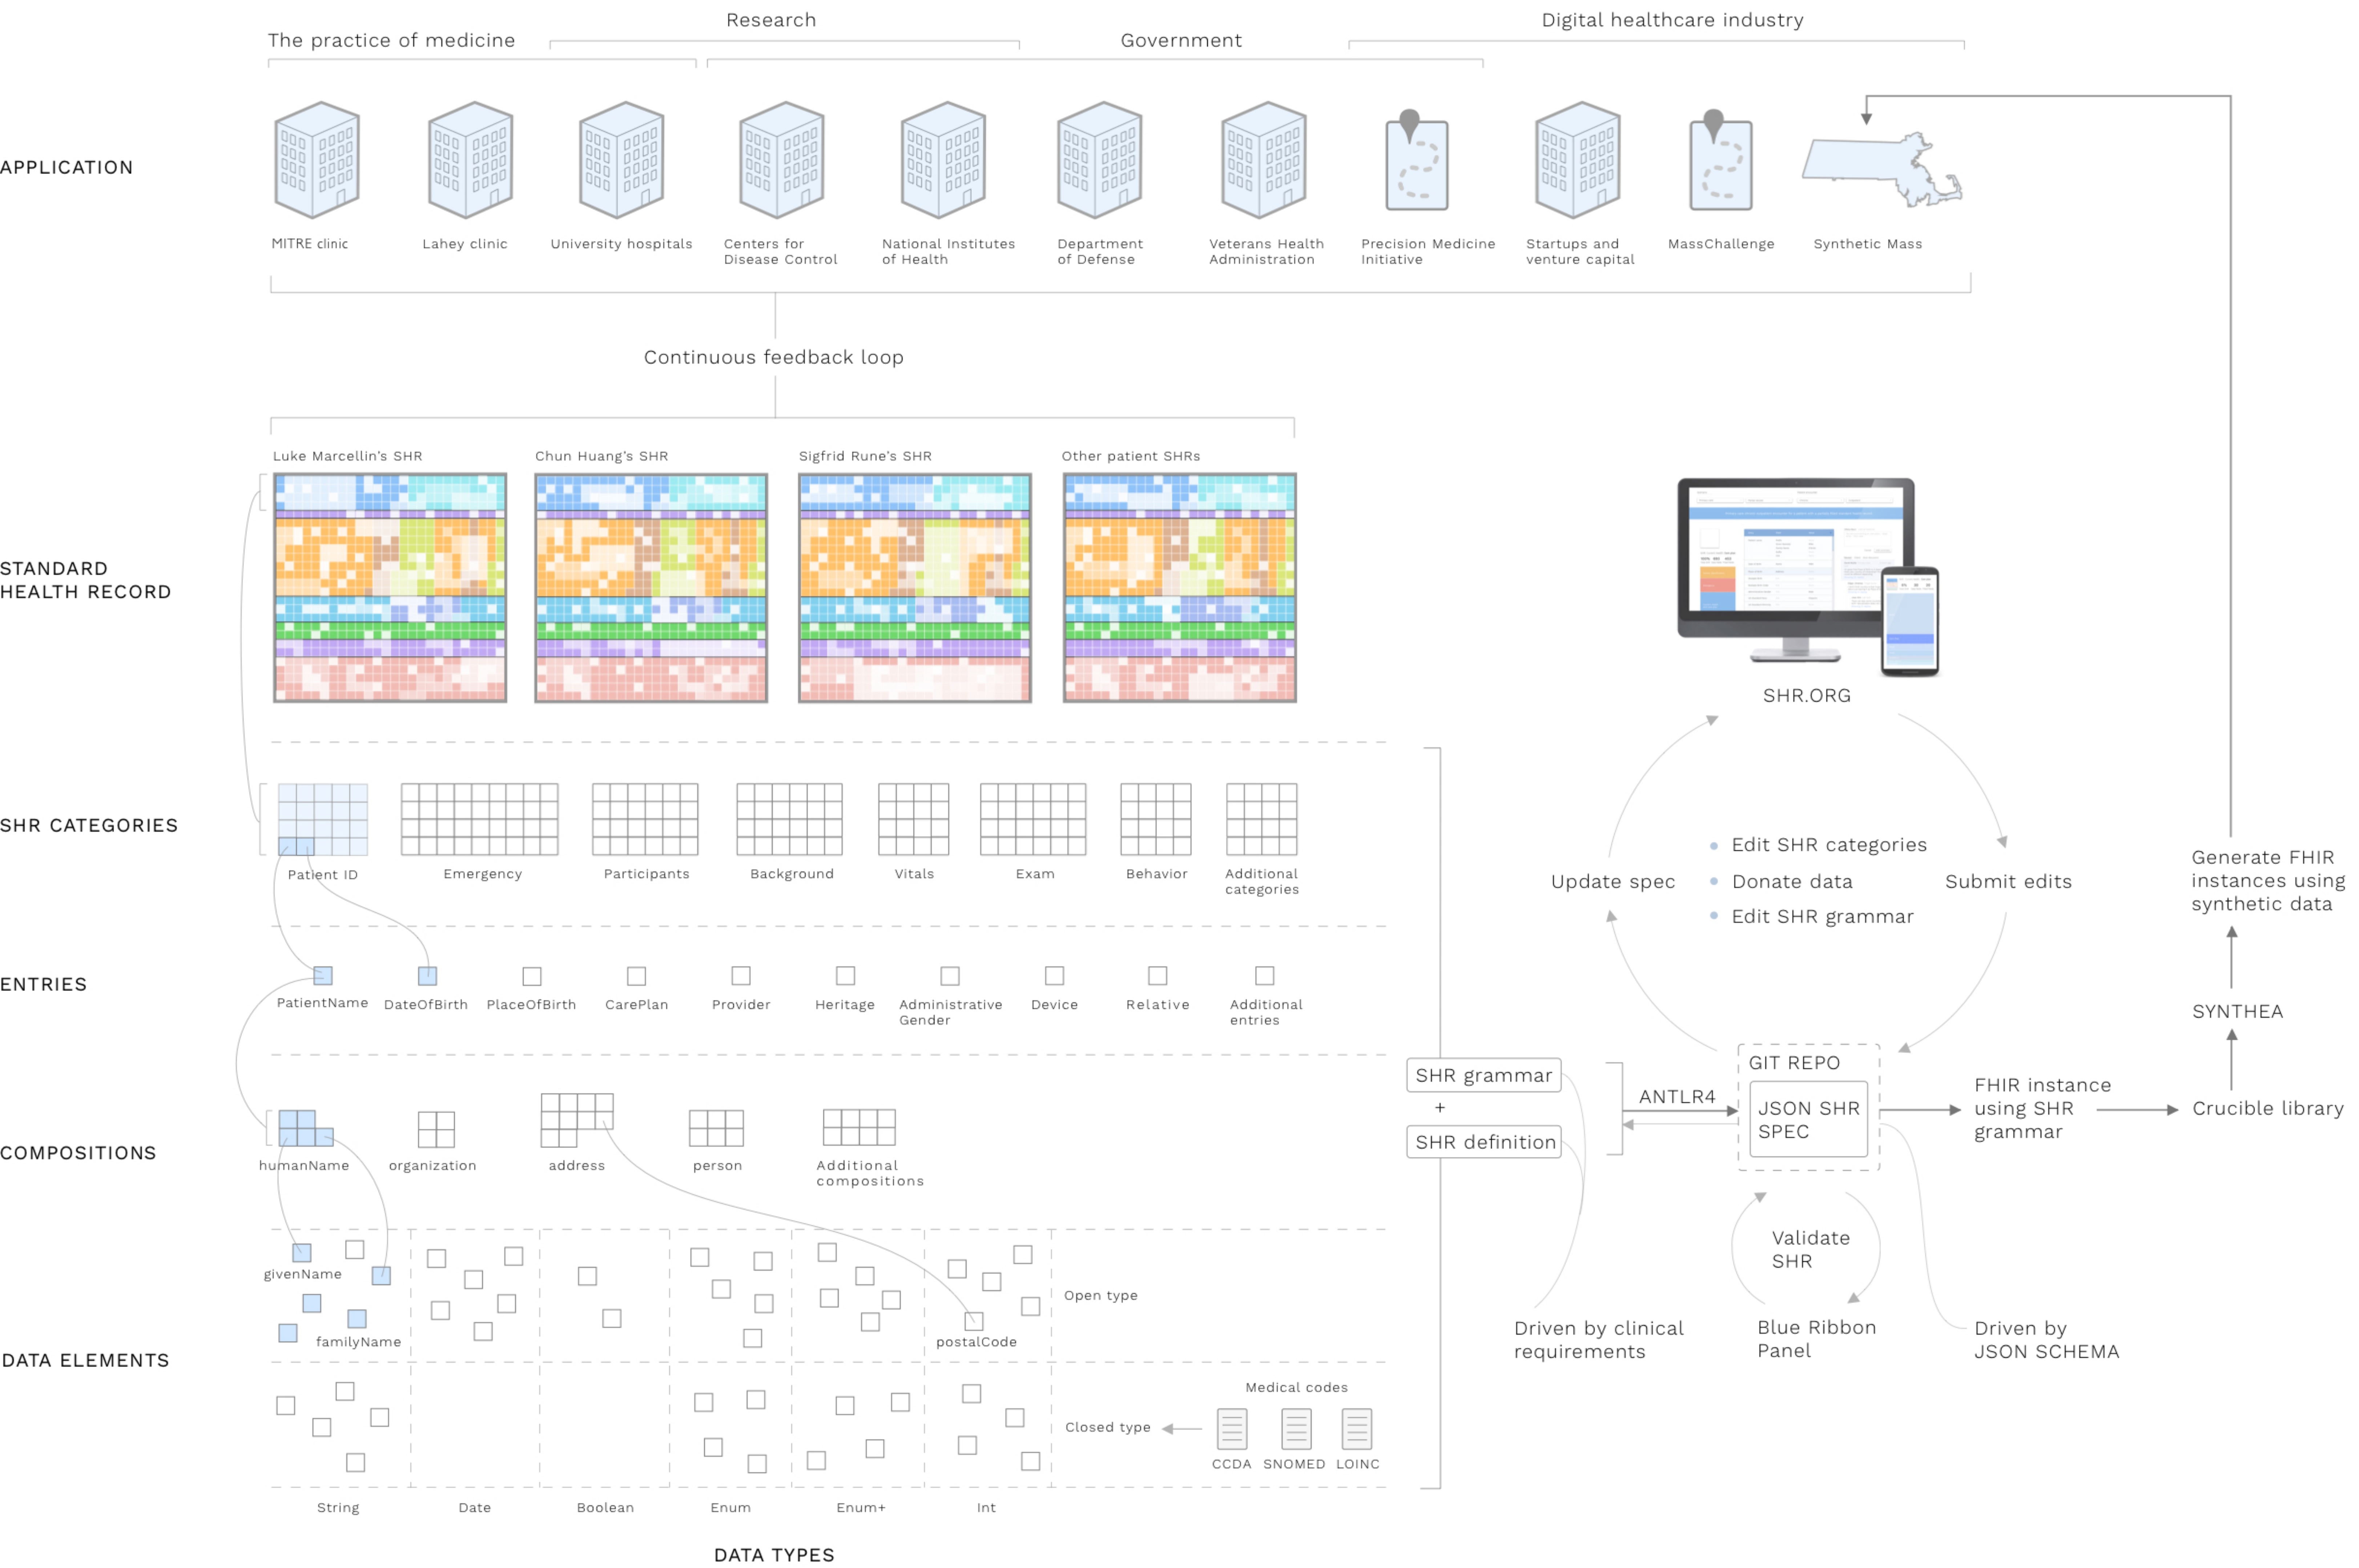 Research
Digital healthcare industry
The practice of medicine
Government
APPLICATION
MITRE clinic
Lahey clinic
University hospitals
Centers for
Disease Control
National Institutes
of Health
Department
of Defense
Veterans Health
Administration
Precision Medicine
Initiative
Startups and
venture capital
MassChallenge
Synthetic Mass
Continuous feedback loop
STANDARD
HEALTH RECORD
Luke Marcellin's SHR
Chun Huang's SHR
Sigfrid Rune's SHR
Other patient SHRs
SHR.ORG
SHR CATEGORIES
Patient ID
Emergency
Participants
Background
Vitals
Exam
Behavior
Additional
categories
Update spec
Edit SHR categories
Donate data
Edit SHR grammar
Submit edits
Generate FHIR
instances using
synthetic data
ENTRIES
PatientName
DateOfBirth
PlaceOfBirth
CarePlan
Provider
Heritage
Administrative
Gender
Device
Relative
Additional
entries
SYNTHEA
COMPOSITIONS
humanName
organization
address
person
Additional
compositions
SHR grammar
+
SHR definition
ANTLR4
GIT REPO
JSON SHR
SPEC
FHIR instance
using SHR
grammar
Crucible library
Validate
SHR
Driven by clinical
requirements
Blue Ribbon
Panel
Driven by
JSON SCHEMA
DATA ELEMENTS
givenName
familyName
postalCode
Open type
Closed type
Medical codes
CCDA
SNOMED
LOINC
String
Date
Boolean
Enum
Enum+
Int
DATA TYPES